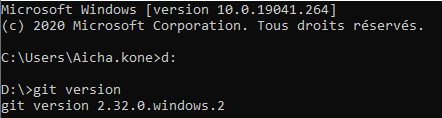 Microsoft Windows [version 10.0.19041.264]
(c) 2020 Microsoft Corporation. Tous droits réservés.
C:\Users\Aicha.kone>d:
D:\>git version
git version 2.32.0.windows.2